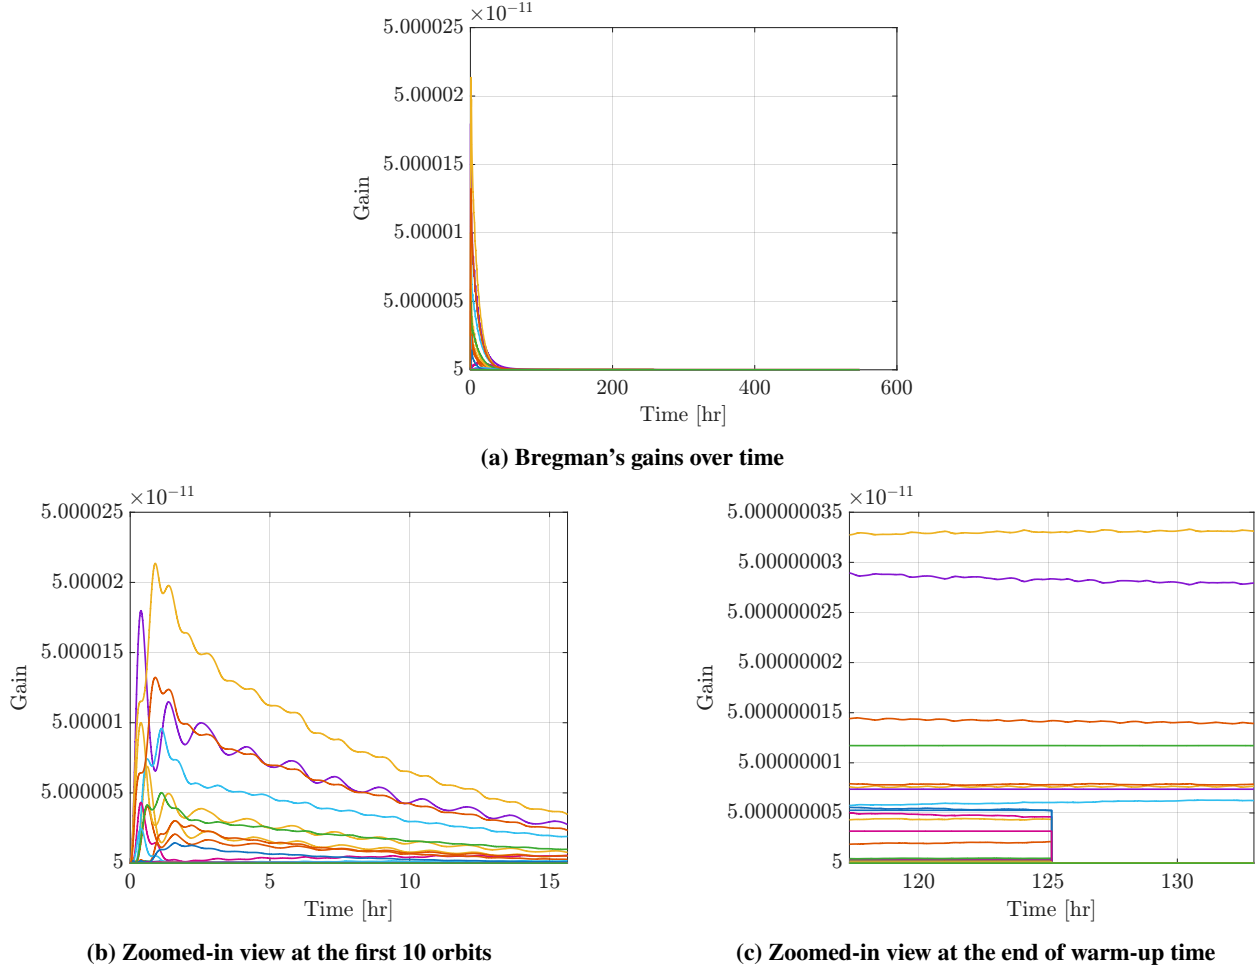 ×10⁻¹¹
5.000025
5.00002
5.000015
5.00001
5.000005
5
Gain
0 200 400 600
Time [hr]
(a) Bregman's gains over time
×10⁻¹¹
5.000025
5.00002
5.000015
5.00001
5.000005
5
Gain
0 5 10 15
Time [hr]
(b) Zoomed-in view at the first 10 orbits
×10⁻¹¹
5.000000035
5.00000003
5.000000025
5.00000002
5.000000015
5.00000001
5.000000005
5
Gain
120 125 130
Time [hr]
(c) Zoomed-in view at the end of warm-up time